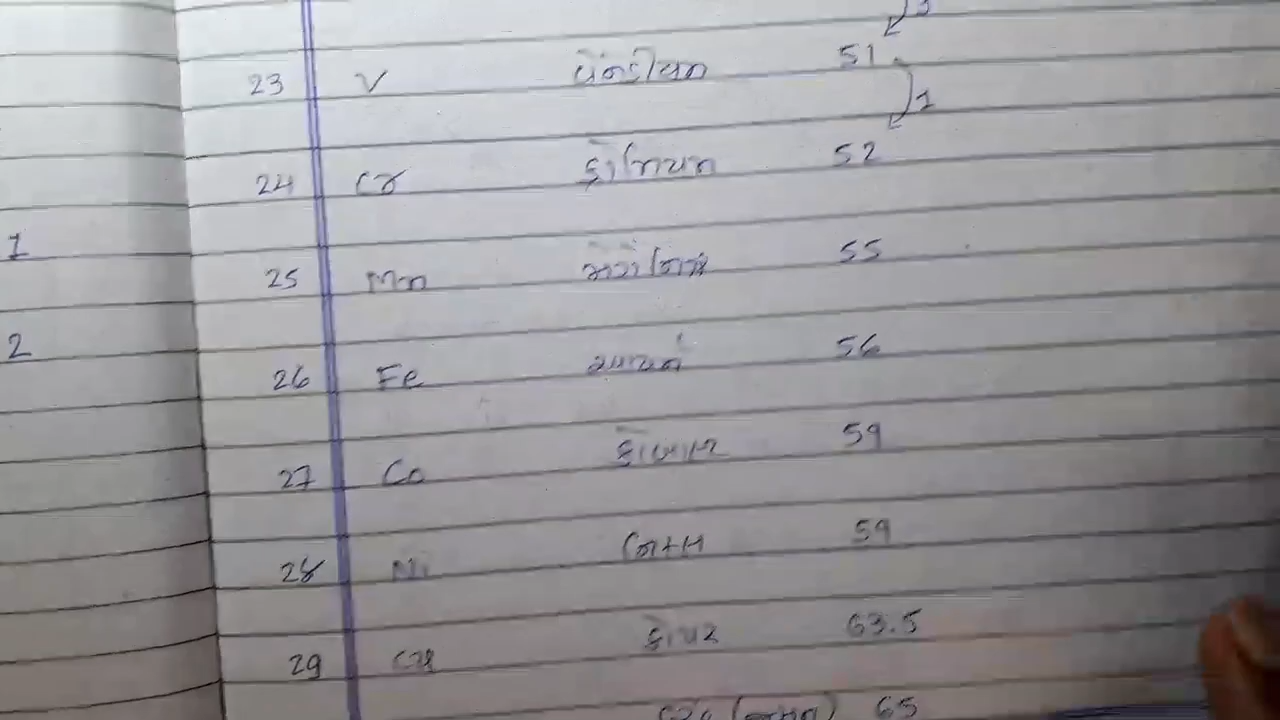 3
23 V વેનેડિયમ 51
1
24 Cr ક્રોમિયમ 52
1
25 Mn મેંગેનિઝ 55
2
26 Fe આયર્ન 56
27 Co કોબાલ્ટ 59
28 Ni નિકલ 59
29 Cu કોપર 63.5
65